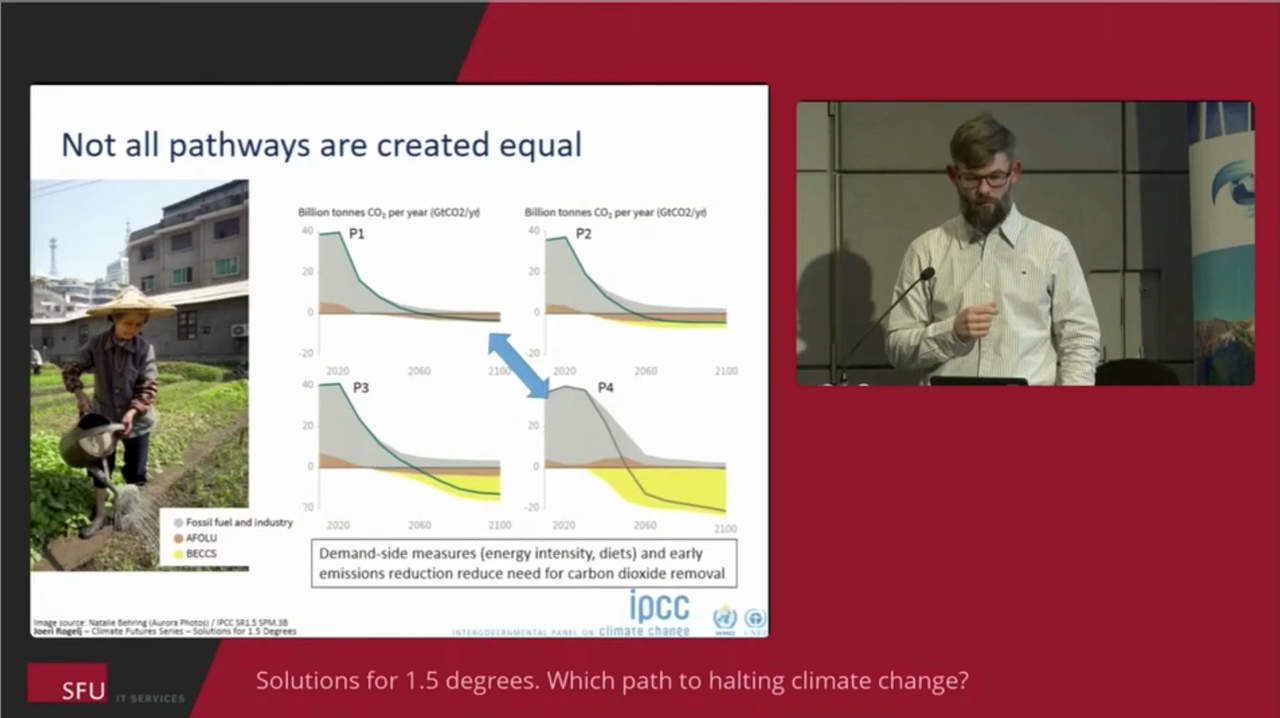 Not all pathways are created equal
Billion tonnes CO₂ per year (GtCO2/yr)
40
P1
20
0
-20
2020
2060
2100
Billion tonnes CO₂ per year (GtCO2/yr)
40
P2
20
0
-20
2020
2060
2100
40
P3
20
0
2020
2060
2100
P4
20
0
-20
2020
2060
2100
Fossil fuel and industry
AFOLU
BECCS
Demand-side measures (energy intensity, diets) and early
emissions reduction reduce need for carbon dioxide removal
Image source: Natalie Behring (Aurora Photos) / IPCC SR1.5 SPM.3B
Joeri Rogelj – Climate Futures Series – Solutions for 1.5 Degrees
ipcc
INTERGOVERNMENTAL PANEL ON climate change
WMO
UNEP
SFU IT SERVICES
Solutions for 1.5 degrees. Which path to halting climate change?